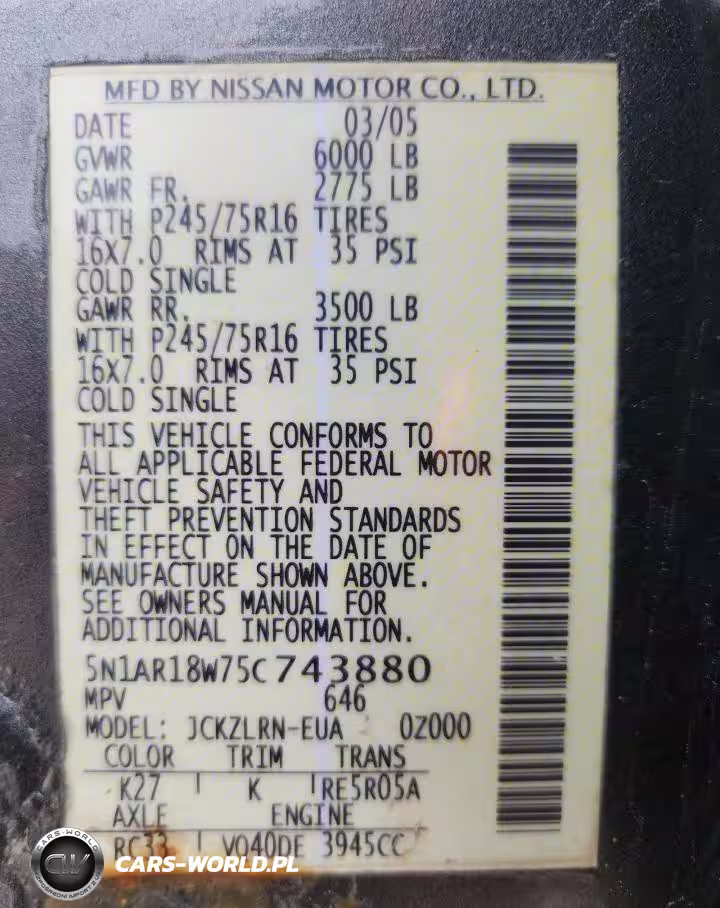 MFD BY NISSAN MOTOR CO., LTD.
DATE 03/05
GVWR 6000 LB
GAWR FR. 2775 LB
WITH P245/75R16 TIRES
16X7.0 RIMS AT 35 PSI
COLD SINGLE
GAWR RR. 3500 LB
WITH P245/75R16 TIRES
16X7.0 RIMS AT 35 PSI
COLD SINGLE
THIS VEHICLE CONFORMS TO
ALL APPLICABLE FEDERAL MOTOR
VEHICLE SAFETY AND
THEFT PREVENTION STANDARDS
IN EFFECT ON THE DATE OF
MANUFACTURE SHOWN ABOVE.
SEE OWNERS MANUAL FOR
ADDITIONAL INFORMATION.
5N1AR18W75C743880
MPV 646
MODEL: JCKZLRN-EUA 0Z000
COLOR TRIM TRANS
K27 K RE5R05A
AXLE ENGINE
RC33 VQ40DE 3945CC
CARS-WORLD
CW
CARS-WORLD.PL